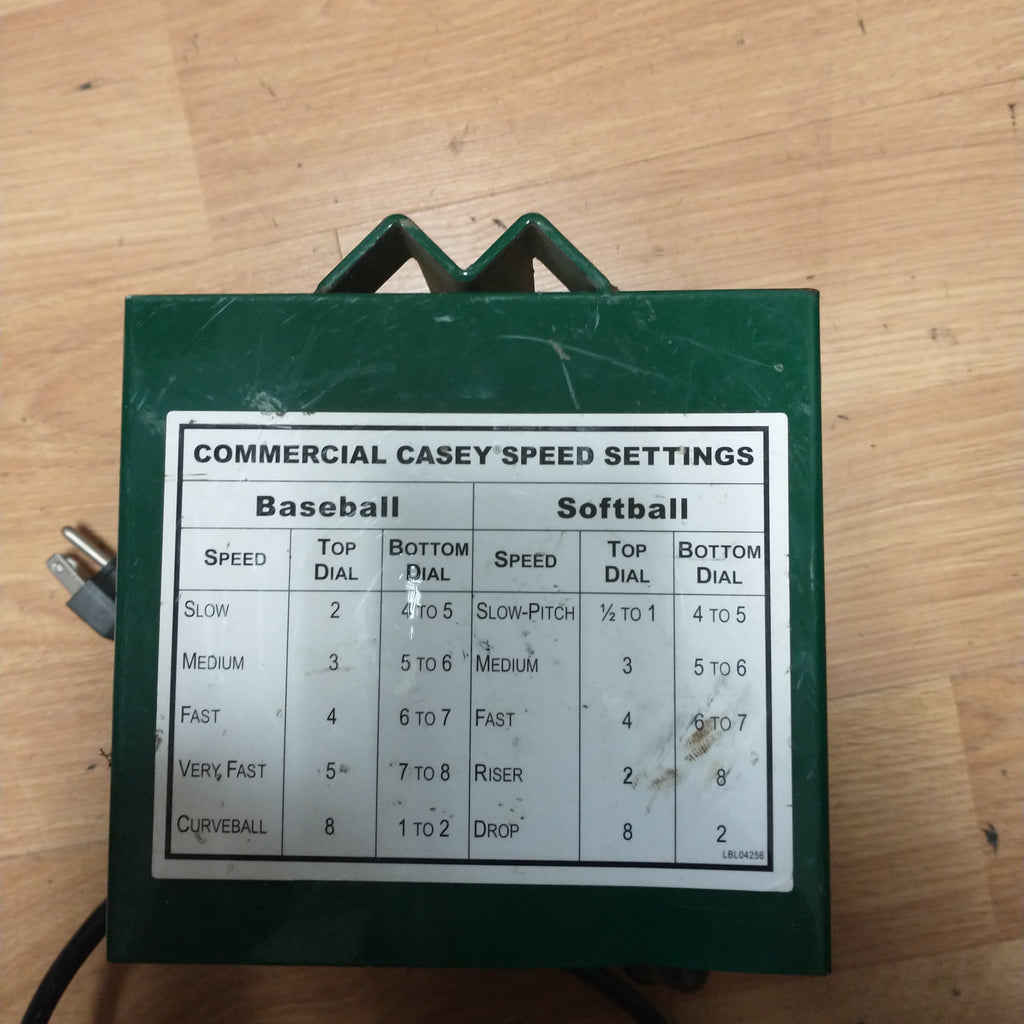 COMMERCIAL CASEY® SPEED SETTINGS
Baseball Softball
SPEED TOP DIAL BOTTOM DIAL SPEED TOP DIAL BOTTOM DIAL
SLOW 2 4 TO 5 SLOW-PITCH ½ TO 1 4 TO 5
MEDIUM 3 5 TO 6 MEDIUM 3 5 TO 6
FAST 4 6 TO 7 FAST 4 6 TO 7
VERY FAST 5 7 TO 8 RISER 2 8
CURVEBALL 8 1 TO 2 DROP 8 2
LBL04256